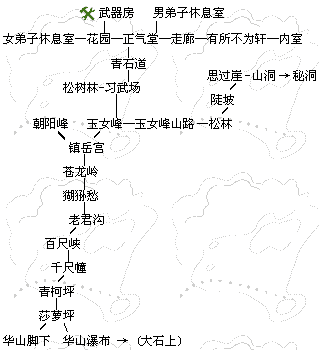 武器房 男弟子休息室
女弟子休息室 花园 正气堂 走廊 有所不为轩 内室
青石道 思过崖 山洞 → 秘洞
松树林 习武场 陡坡
朝阳峰 玉女峰 玉女峰山路 松林
镇岳宫
苍龙岭
猢狲愁
老君沟
百尺峡
千尺幢
青柯坪
莎萝坪
华山脚下 华山瀑布 → (大石上)